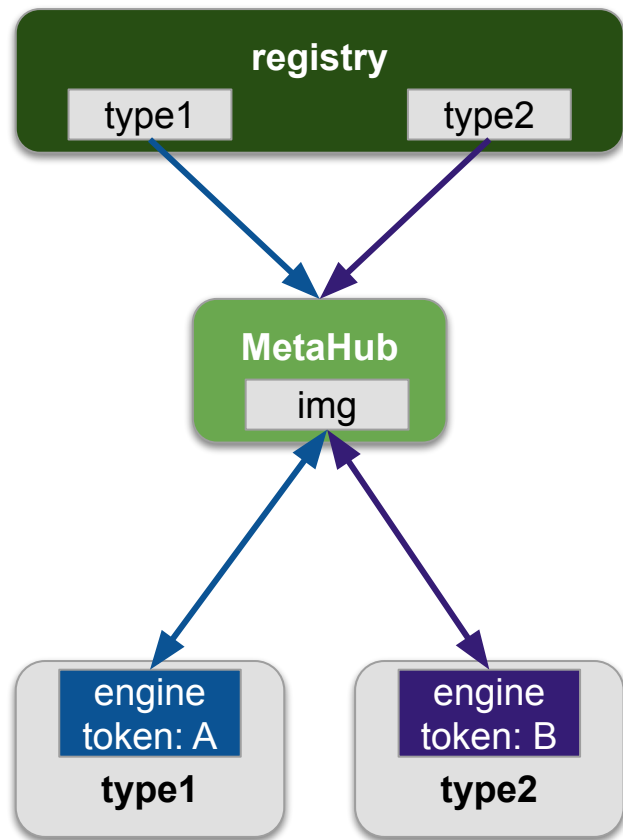 registry
type1
type2
MetaHub
img
engine
token: A
type1
engine
token: B
type2